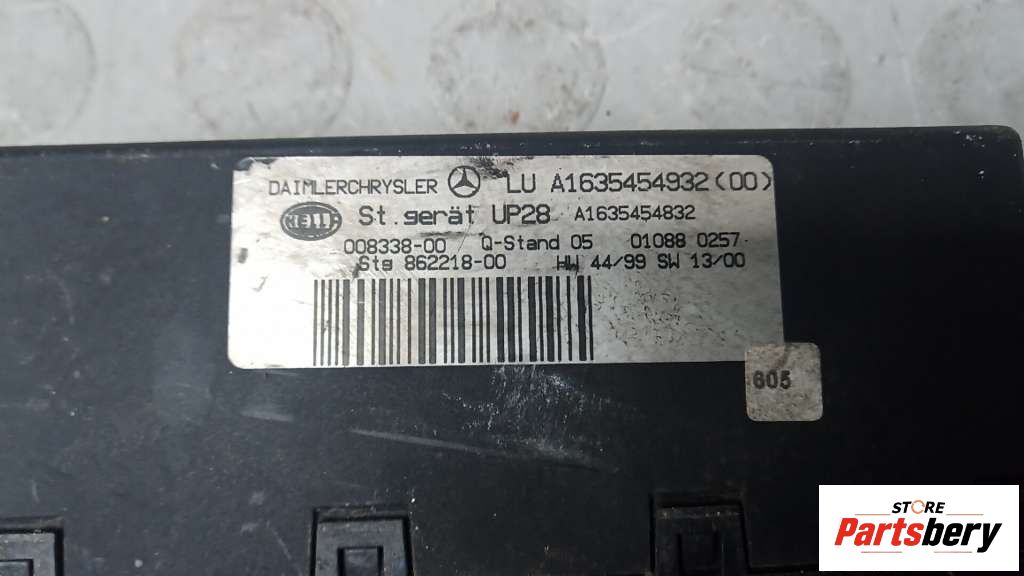 DAIMLERCHRYSLER LU A1635454932(00)
St.gerät UP28 A1635454832
008338-00 Q-Stand 05 01088 0257
Stg 862218-00 HW 44/99 SW 13/00
605
STORE
Partsbery